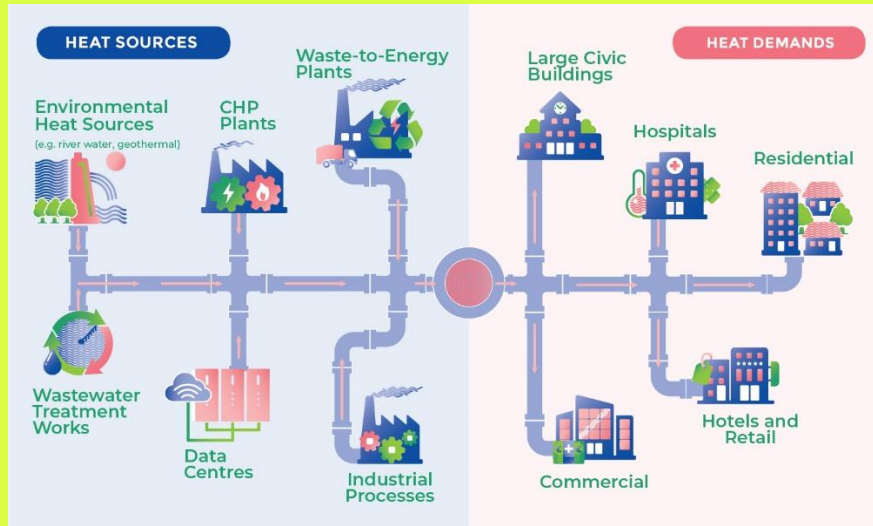 HEAT SOURCES
HEAT DEMANDS
Waste-to-Energy
Plants
Environmental
Heat Sources
(e.g. river water, geothermal)
CHP
Plants
Wastewater
Treatment
Works
Data
Centres
Industrial
Processes
Large Civic
Buildings
Hospitals
Residential
Hotels and
Retail
Commercial